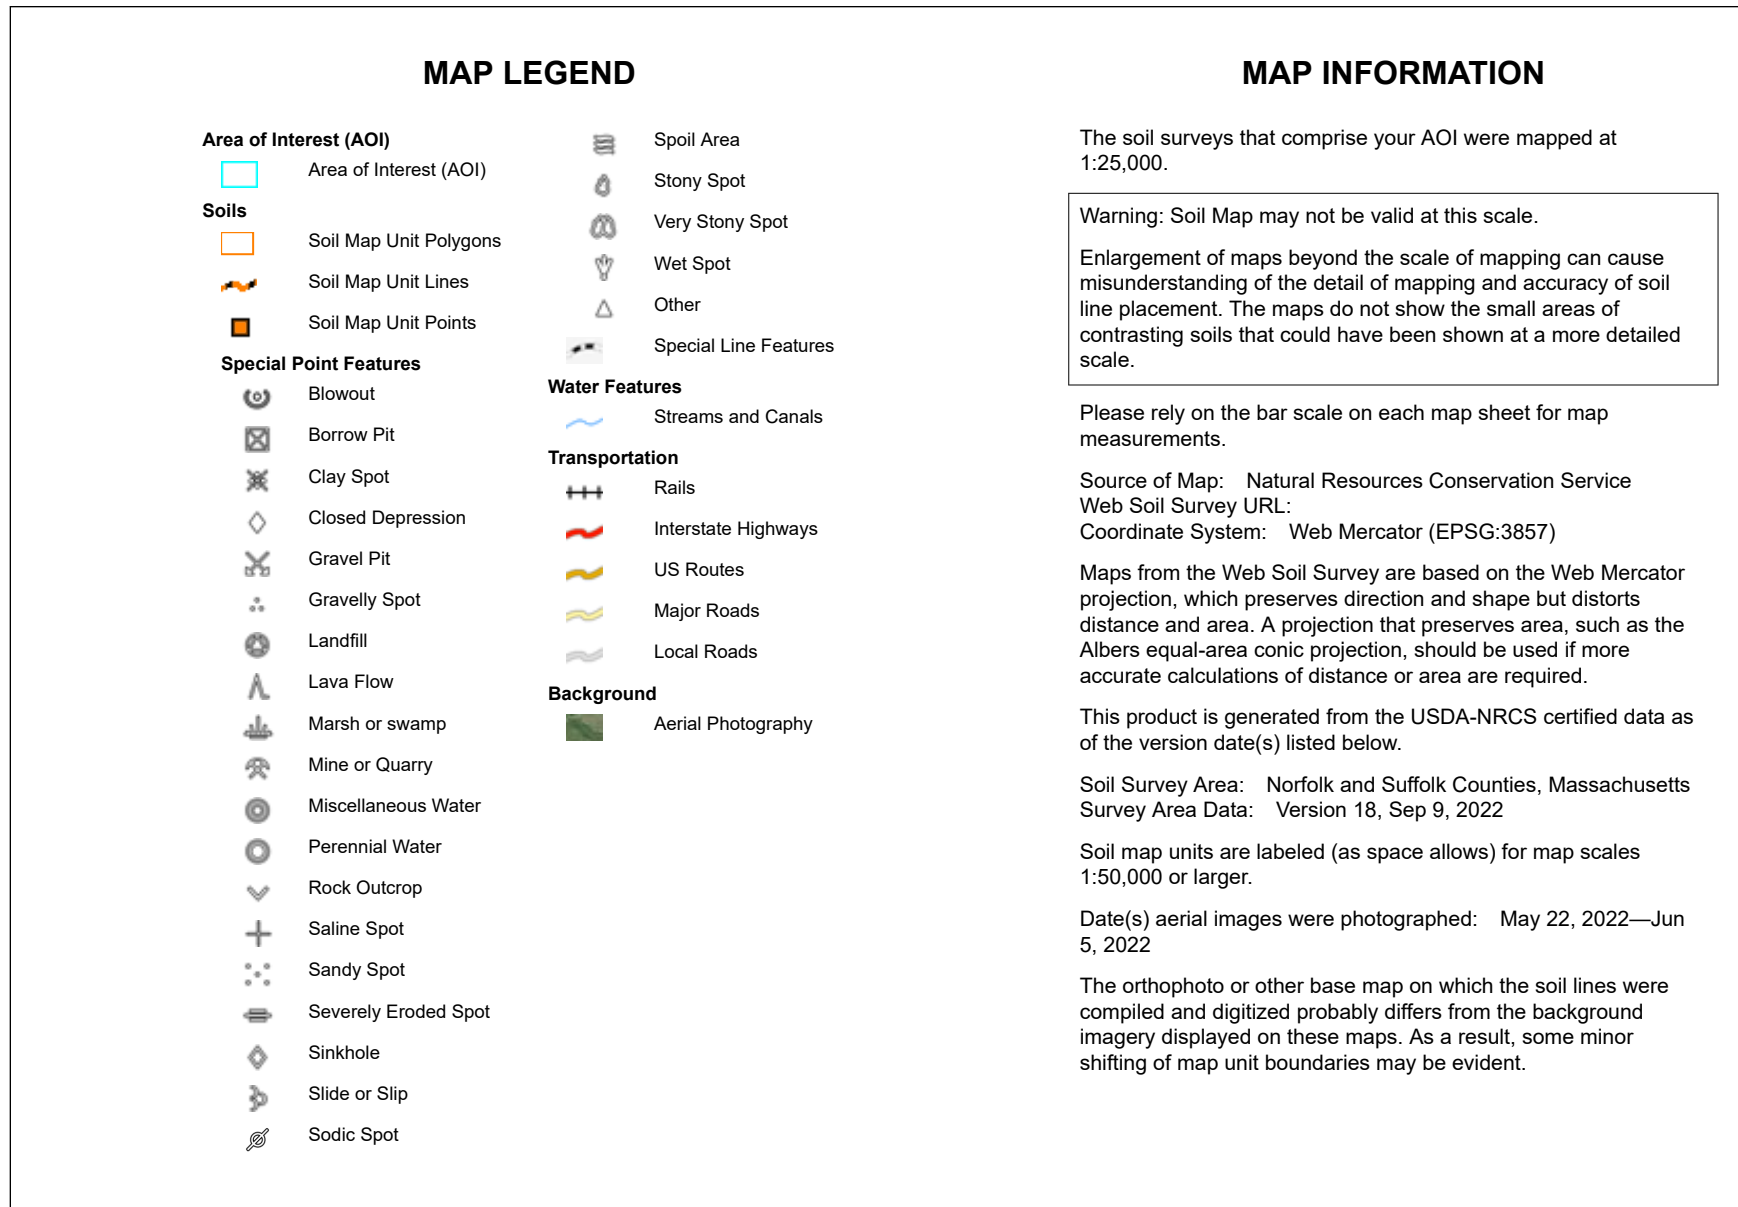 MAP LEGEND
Area of Interest (AOI)
Area of Interest (AOI)
Soils
Soil Map Unit Polygons
Soil Map Unit Lines
Soil Map Unit Points
Special Point Features
Blowout
Borrow Pit
Clay Spot
Closed Depression
Gravel Pit
Gravelly Spot
Landfill
Lava Flow
Marsh or swamp
Mine or Quarry
Miscellaneous Water
Perennial Water
Rock Outcrop
Saline Spot
Sandy Spot
Severely Eroded Spot
Sinkhole
Slide or Slip
Sodic Spot
Spoil Area
Stony Spot
Very Stony Spot
Wet Spot
Other
Special Line Features
Water Features
Streams and Canals
Transportation
Rails
Interstate Highways
US Routes
Major Roads
Local Roads
Background
Aerial Photography
MAP INFORMATION
The soil surveys that comprise your AOI were mapped at
1:25,000.
Warning: Soil Map may not be valid at this scale.
Enlargement of maps beyond the scale of mapping can cause
misunderstanding of the detail of mapping and accuracy of soil
line placement. The maps do not show the small areas of
contrasting soils that could have been shown at a more detailed
scale.
Please rely on the bar scale on each map sheet for map
measurements.
Source of Map: Natural Resources Conservation Service
Web Soil Survey URL:
Coordinate System: Web Mercator (EPSG:3857)
Maps from the Web Soil Survey are based on the Web Mercator
projection, which preserves direction and shape but distorts
distance and area. A projection that preserves area, such as the
Albers equal-area conic projection, should be used if more
accurate calculations of distance or area are required.
This product is generated from the USDA-NRCS certified data as
of the version date(s) listed below.
Soil Survey Area: Norfolk and Suffolk Counties, Massachusetts
Survey Area Data: Version 18, Sep 9, 2022
Soil map units are labeled (as space allows) for map scales
1:50,000 or larger.
Date(s) aerial images were photographed: May 22, 2022—Jun
5, 2022
The orthophoto or other base map on which the soil lines were
compiled and digitized probably differs from the background
imagery displayed on these maps. As a result, some minor
shifting of map unit boundaries may be evident.